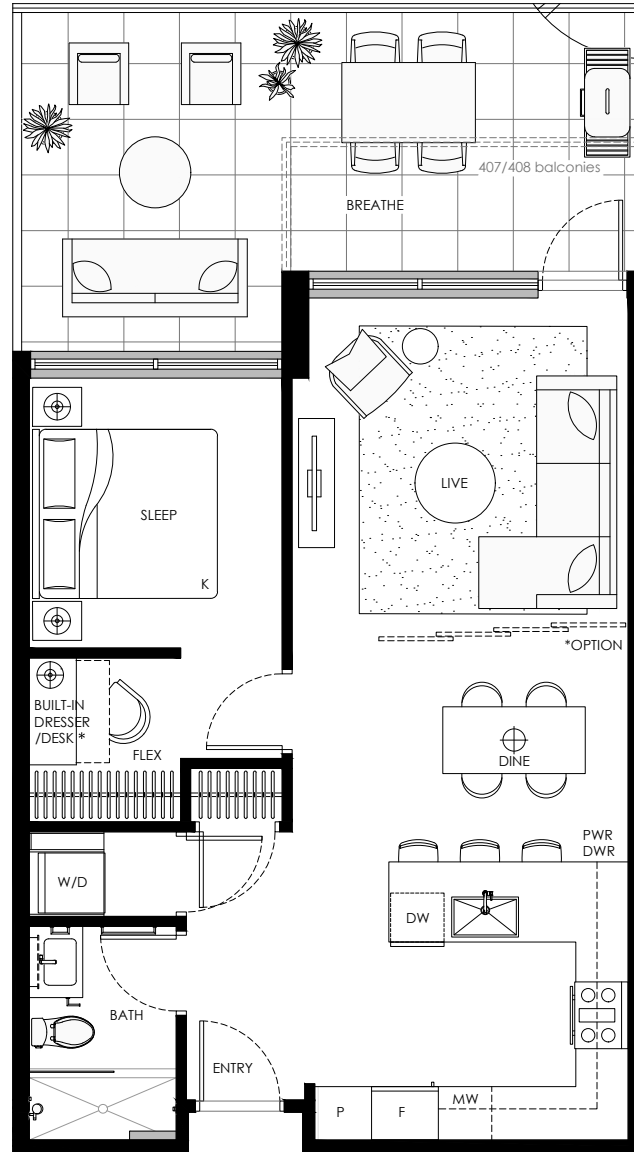 407/408 balconies
BREATHE
LIVE
SLEEP
K
*OPTION
BUILT-IN
DRESSER
/DESK *
FLEX
DINE
PWR
DWR
W/D
DW
BATH
ENTRY
MW
P
F